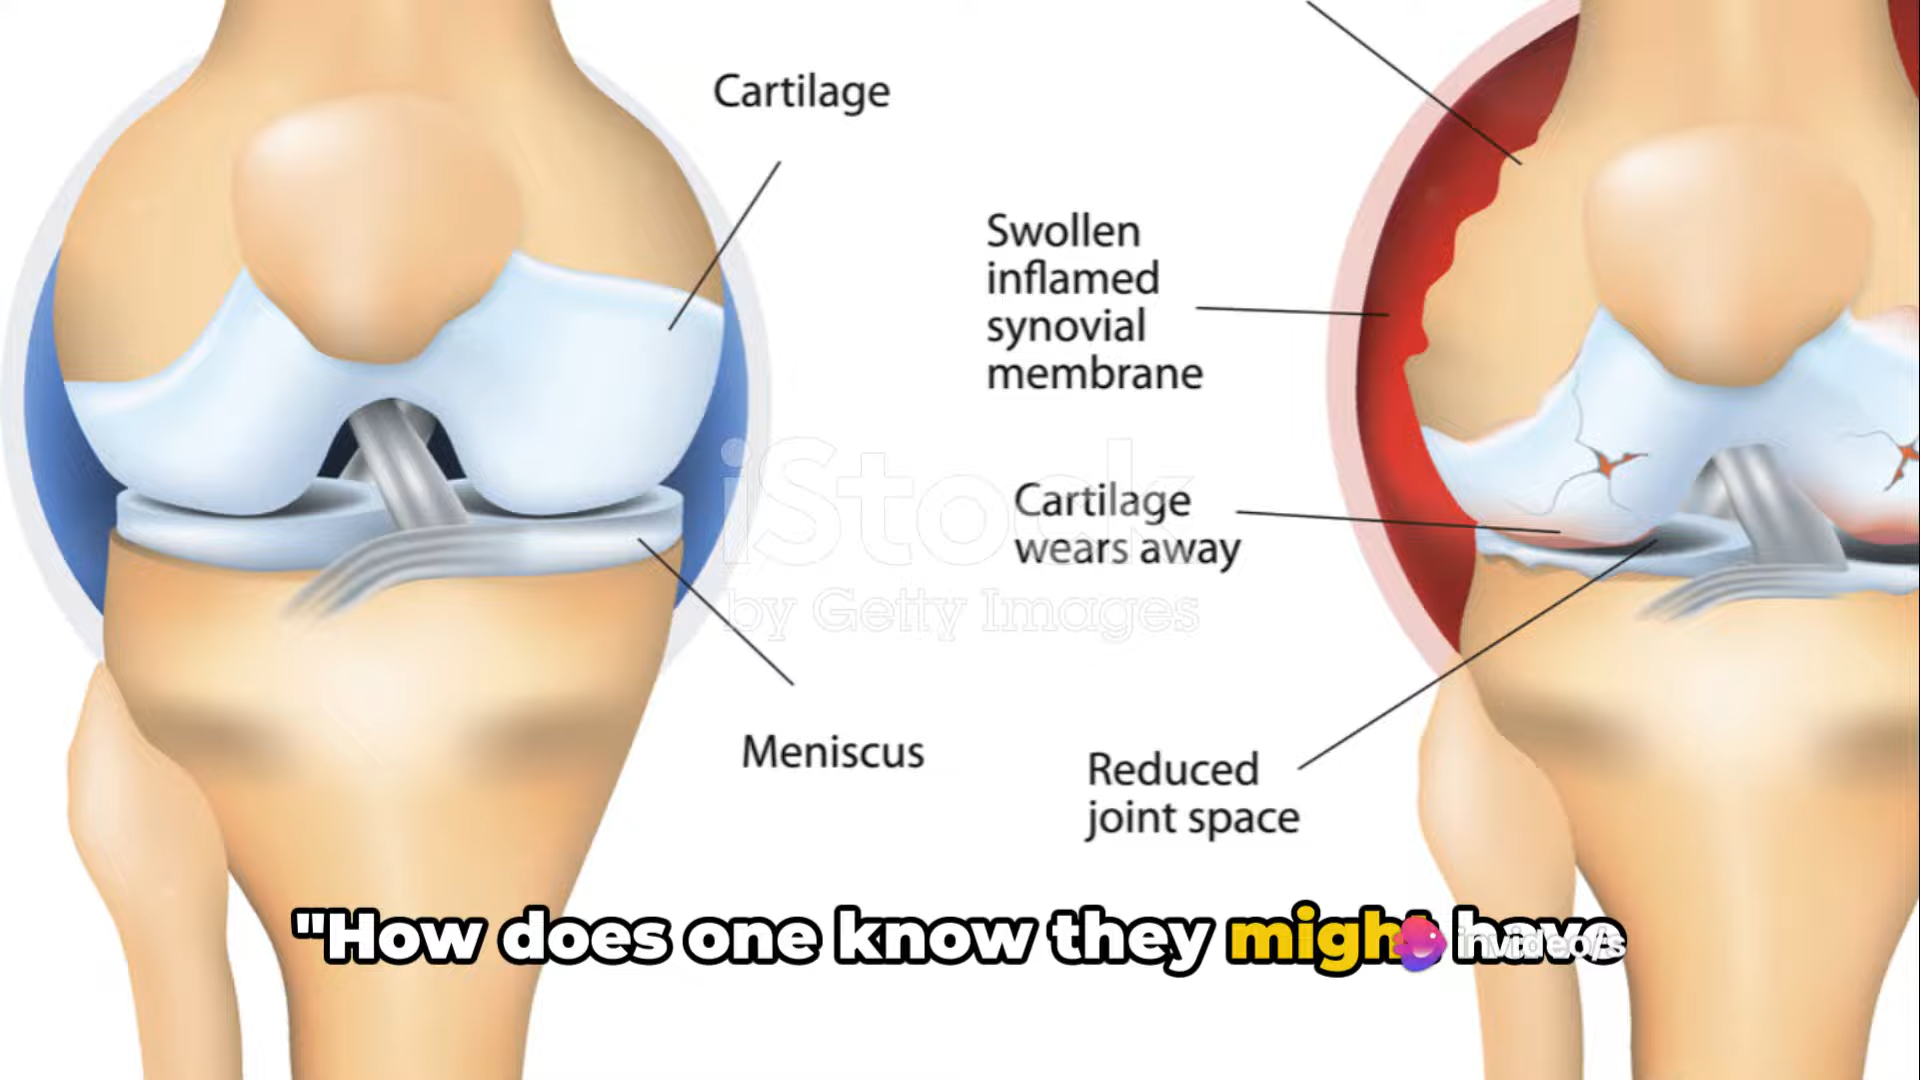 Cartilage
Swollen
inflamed
synovial
membrane
iStock
by Getty Images
Cartilage
wears away
Meniscus
Reduced
joint space
"How does one know they might have
invideo/s